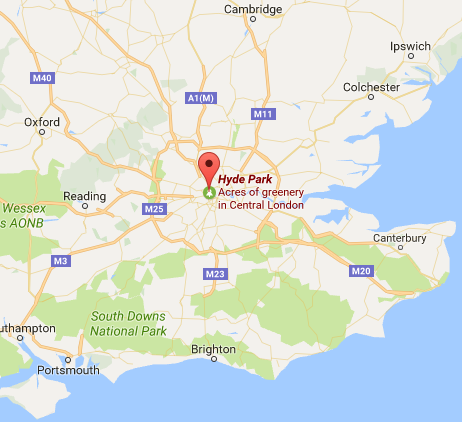 Cambridge
Ipswich
M40
Colchester
A1(M)
M11
Oxford
Hyde Park
Acres of greenery
in Central London
Reading
Wessex
s AONB
M25
Canterbury
M3
M23
M20
South Downs
National Park
uthampton
Brighton
Portsmouth